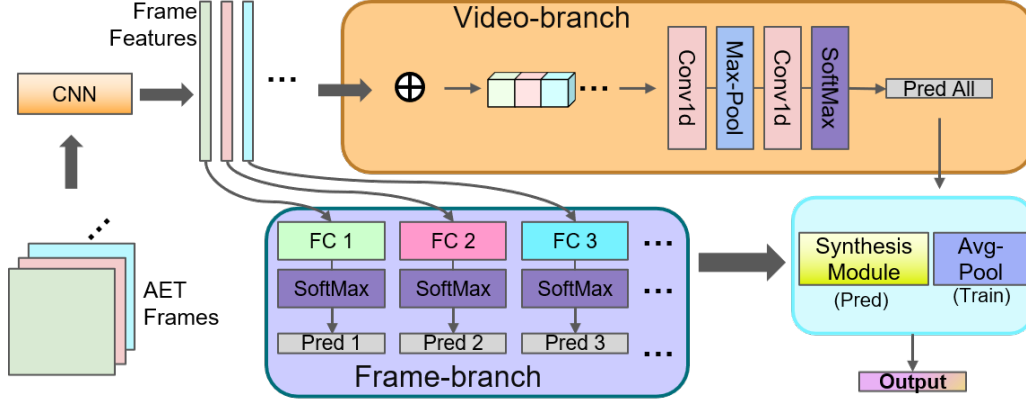 Frame
Features
Video-branch
CNN
...
...
Conv1d
Max-Pool
Conv1d
SoftMax
Pred All
...
AET
Frames
FC 1
FC 2
FC 3
...
SoftMax
SoftMax
SoftMax
...
Pred 1
Pred 2
Pred 3
...
Frame-branch
Synthesis
Module
(Pred)
Avg-
Pool
(Train)
Output